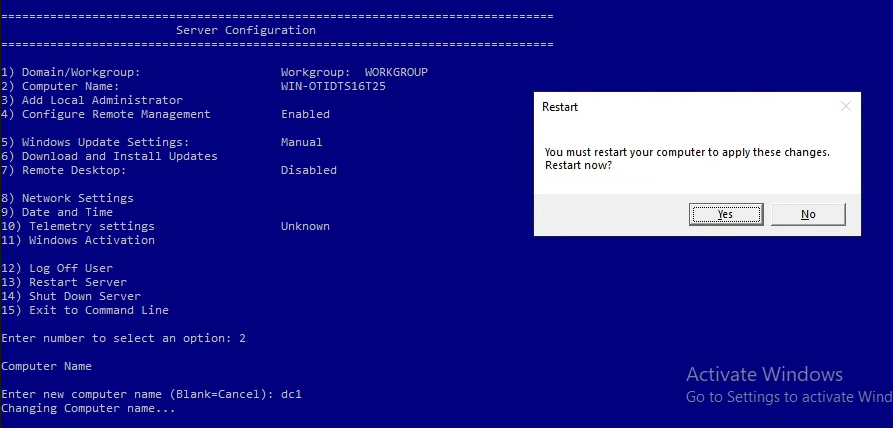 ===============================================================================
Server Configuration
===============================================================================
1) Domain/Workgroup: Workgroup: WORKGROUP
2) Computer Name: WIN-OTIDTS16T25
3) Add Local Administrator
4) Configure Remote Management Enabled
5) Windows Update Settings: Manual
6) Download and Install Updates
7) Remote Desktop: Disabled
8) Network Settings
9) Date and Time
10) Telemetry settings Unknown
11) Windows Activation
12) Log Off User
13) Restart Server
14) Shut Down Server
15) Exit to Command Line
Enter number to select an option: 2
Computer Name
Enter new computer name (Blank=Cancel): dc1
Changing Computer name...
Restart
You must restart your computer to apply these changes.
Restart now?
Yes No
Activate Windows
Go to Settings to activate Wind